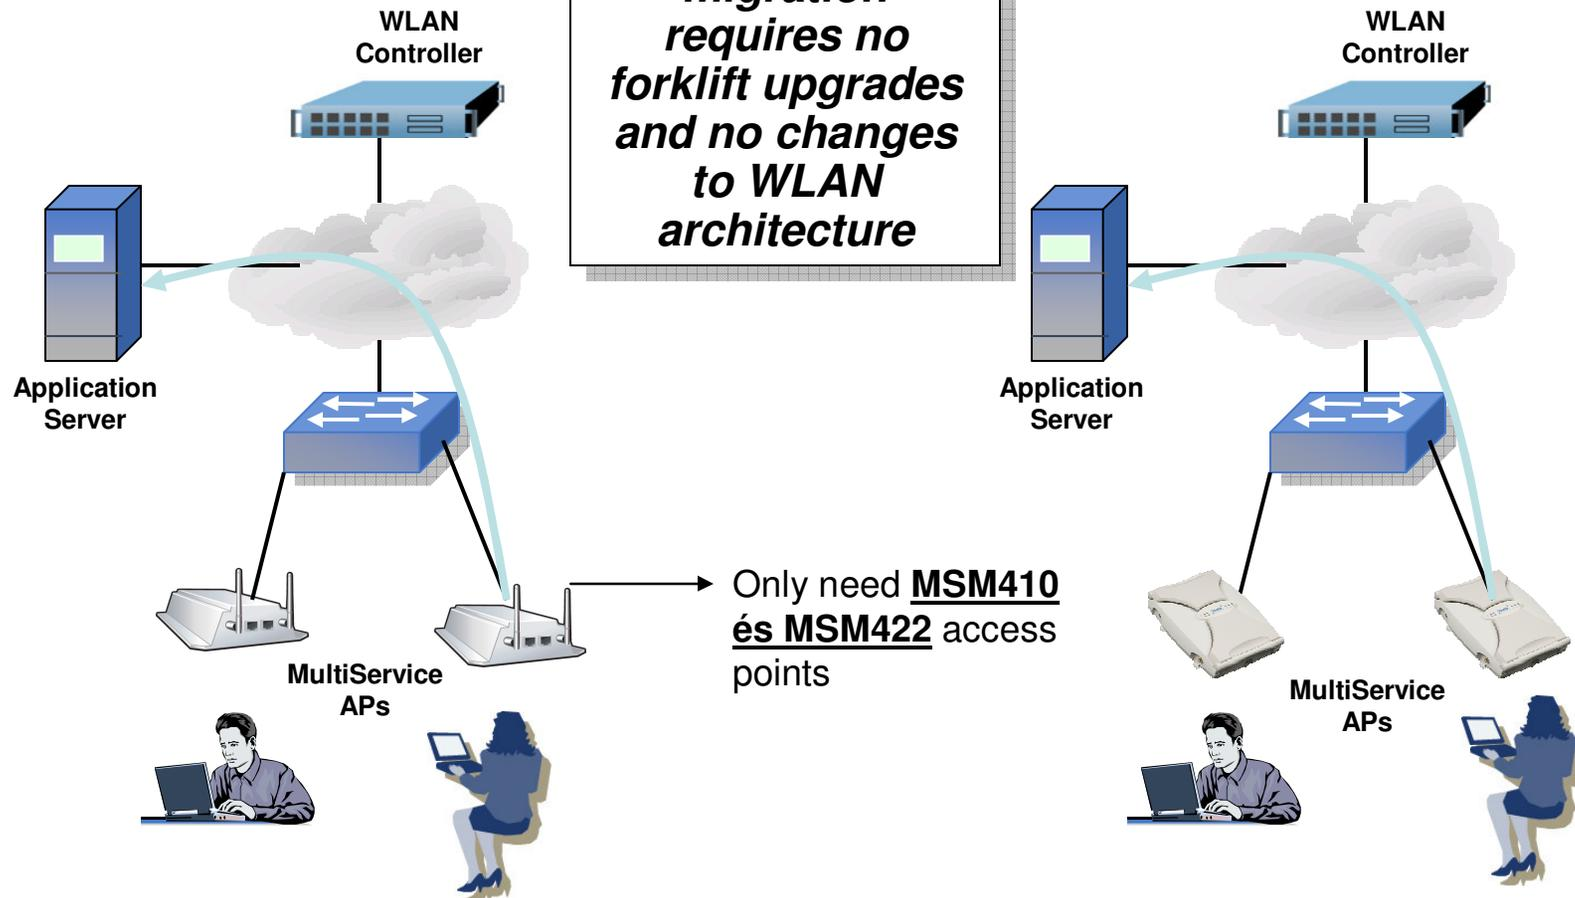 WLAN
Controller
migration
requires no
forklift upgrades
and no changes
to WLAN
architecture
WLAN
Controller
Application
Server
Application
Server
Only need MSM410
és MSM422 access
points
MultiService
APs
MultiService
APs